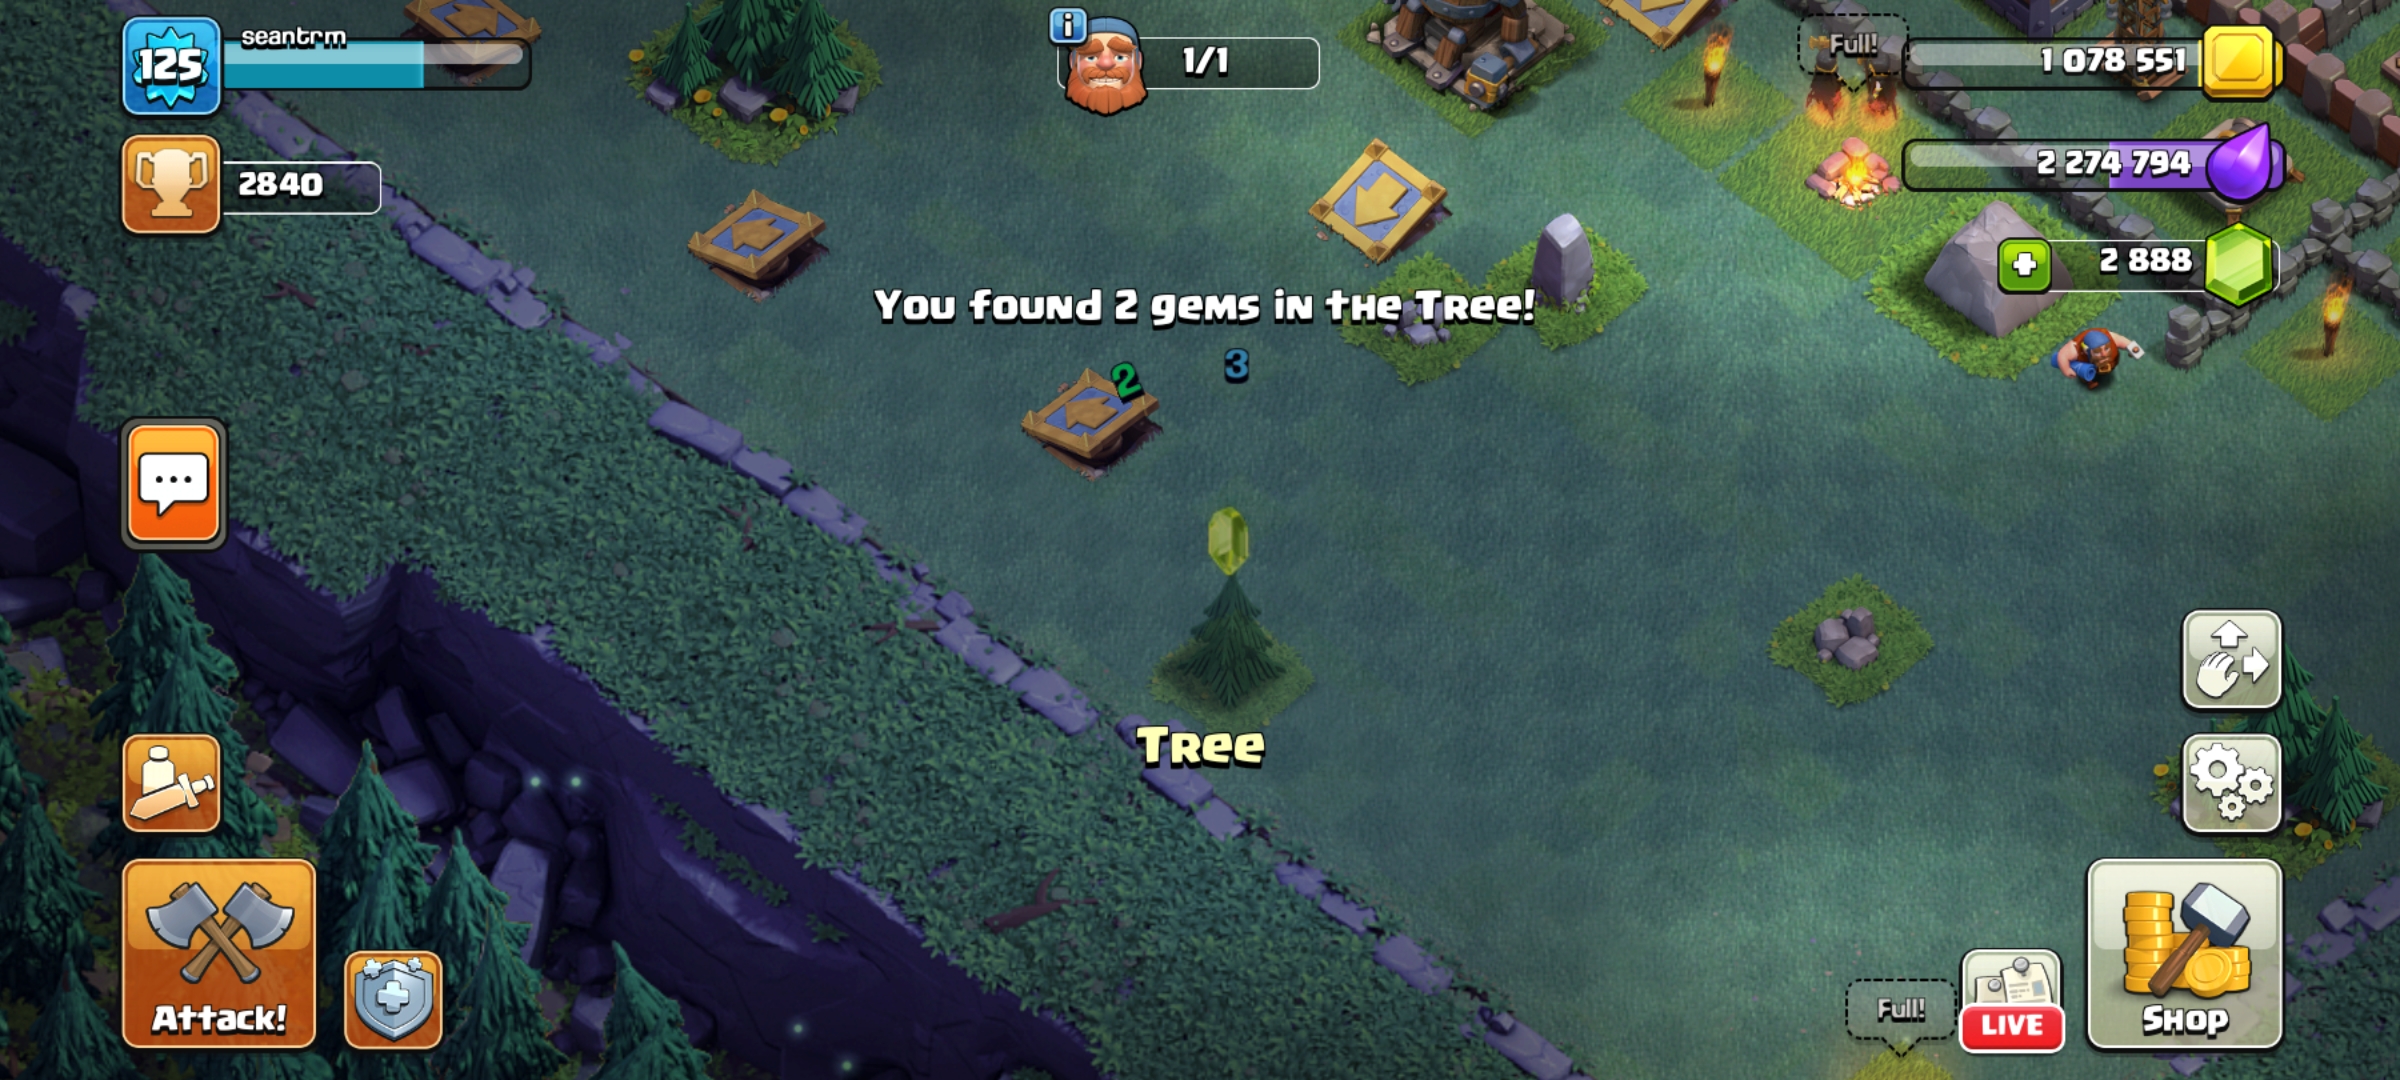 125
seantrm
i
1/1
Full!
1 078 551
2840
2 274 794
2 888
You found 2 gems in the Tree!
2
3
Tree
Attack!
Full!
LIVE
Shop